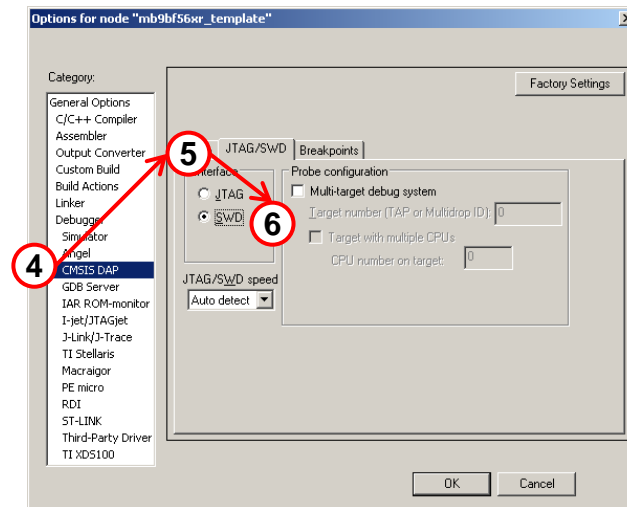 Options for node "mb9bf56xr_template"
Category:
Factory Settings
General Options
C/C++ Compiler
Assembler
Output Converter
Custom Build
Build Actions
Linker
Debugger
Simulator
Angel
CMSIS DAP
GDB Server
IAR ROM-monitor
I-jet/JTAGjet
J-Link/J-Trace
TI Stellaris
Macraigor
PE micro
RDI
ST-LINK
Third-Party Driver
TI XDS100
4
5
6
JTAG/SWD
Breakpoints
Interface
JTAG
SWD
JTAG/SWD speed
Auto detect
Probe configuration
Multi-target debug system
Target number (TAP or Multidrop ID):
0
Target with multiple CPUs
CPU number on target:
0
OK
Cancel